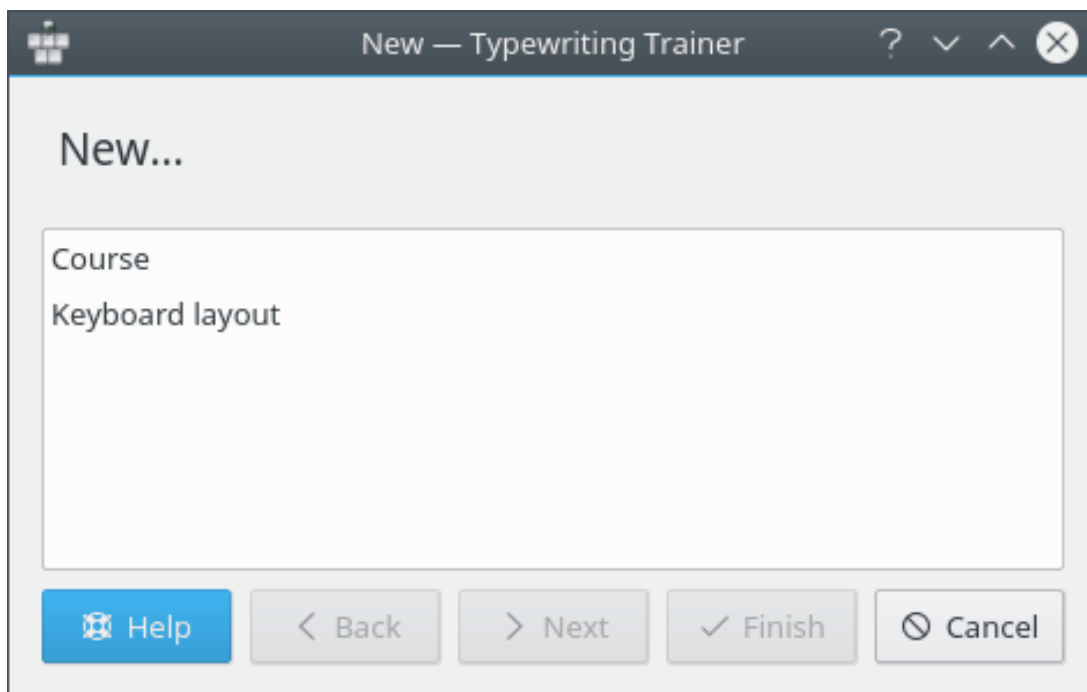 New — Typewriting Trainer
New...
Course
Keyboard layout
Help Back Next Finish Cancel